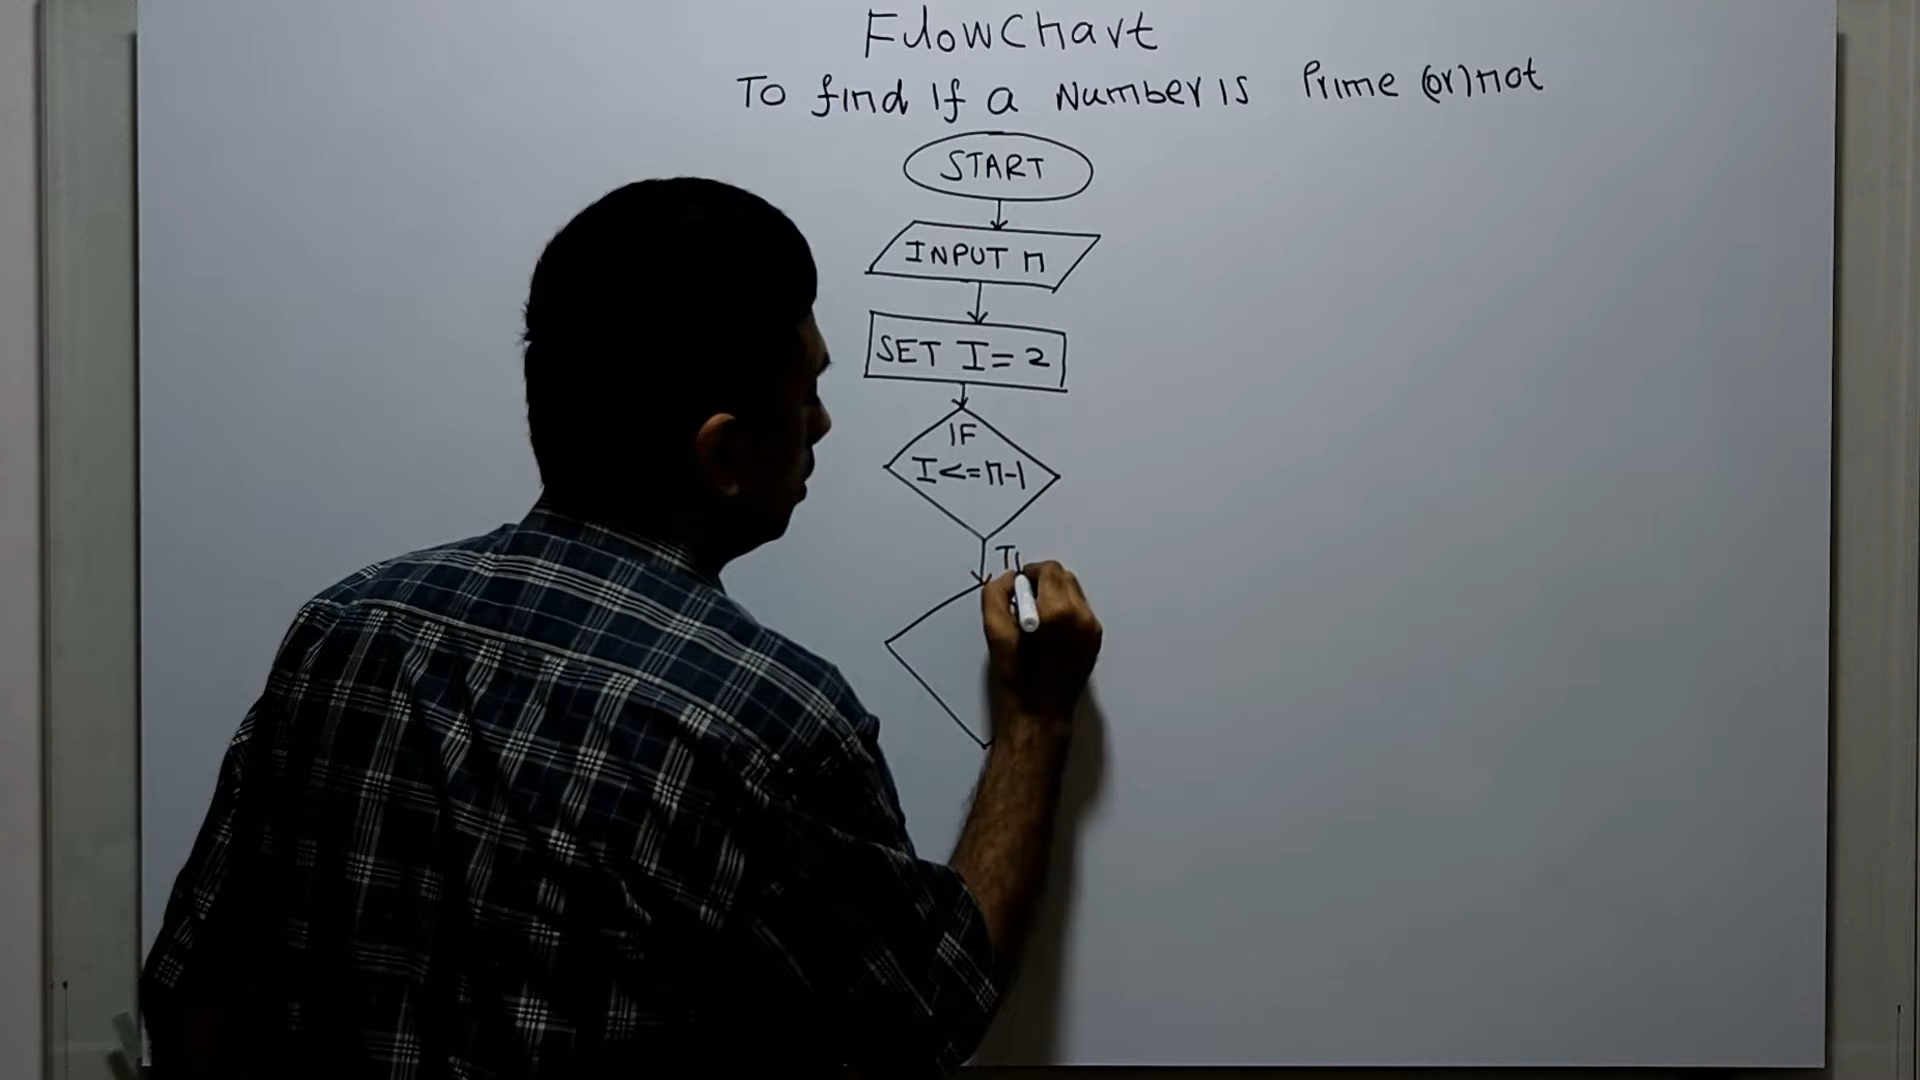 FlowChart
To find If a Number is Prime (or) not
START
INPUT n
SET I = 2
IF
I<=n-1